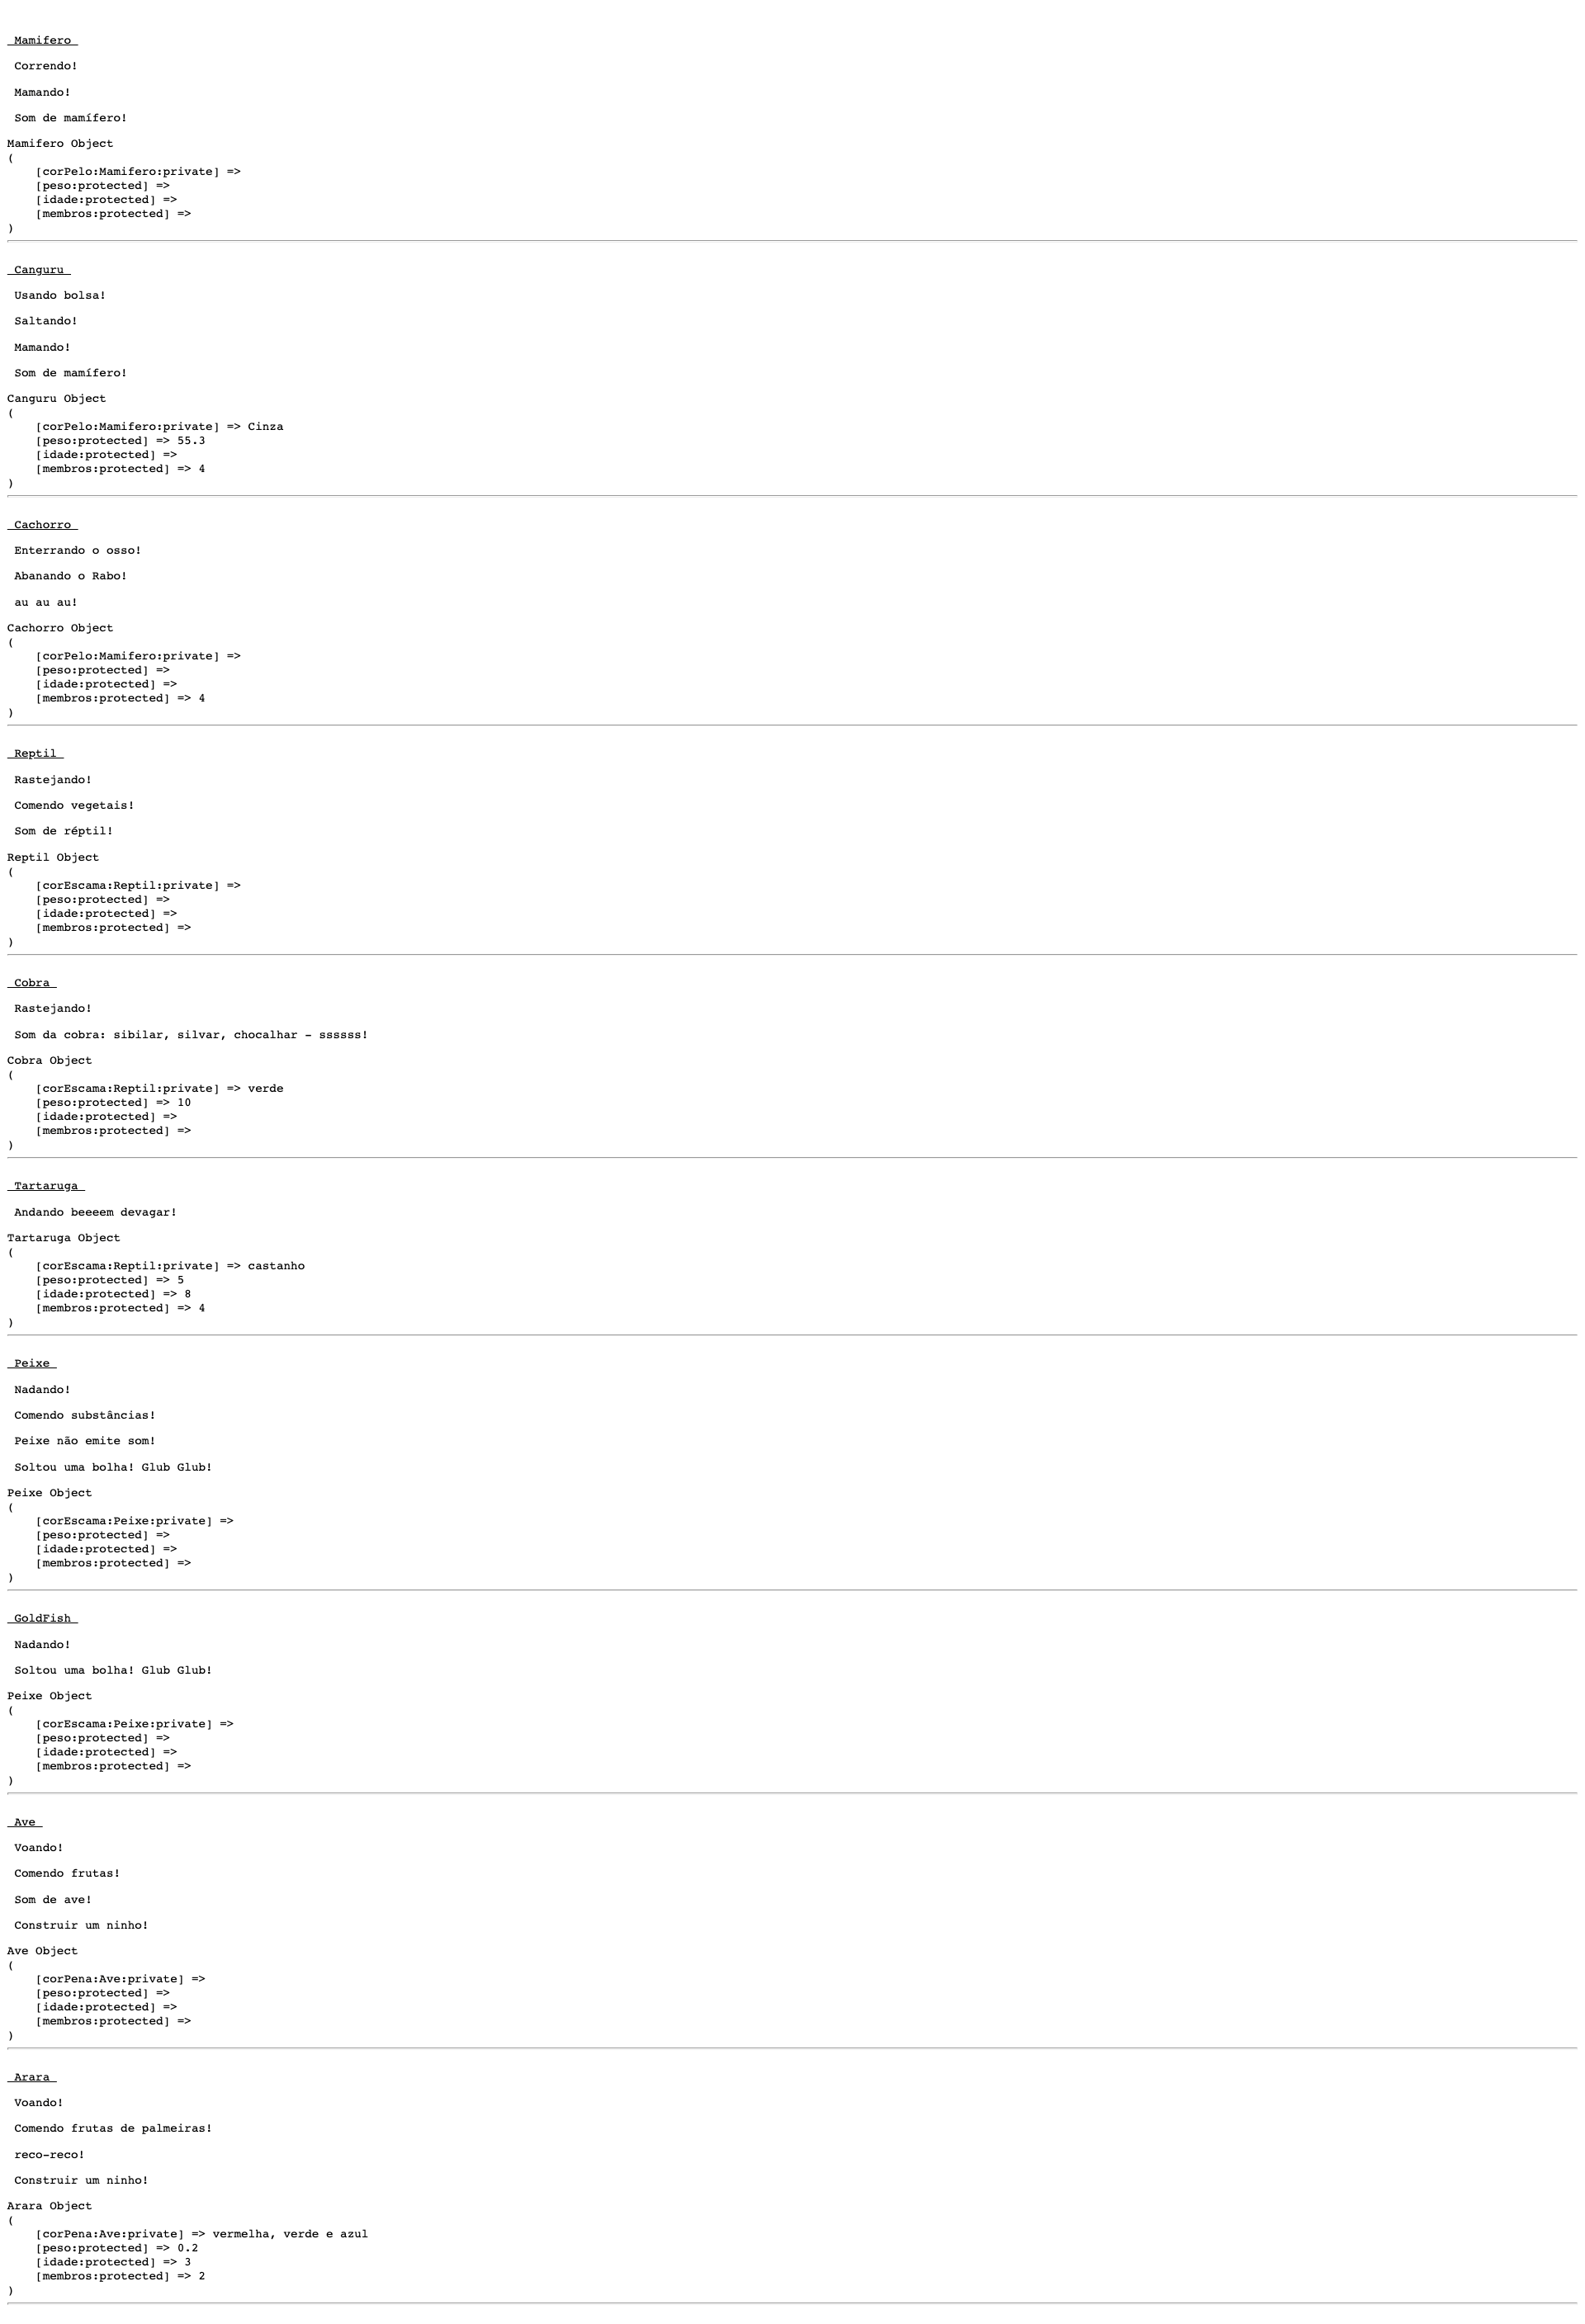 Mamifero
Correndo!
Mamando!
Som de mamífero!
Mamifero Object
(
    [corPelo:Mamifero:private] =>
    [peso:protected] =>
    [idade:protected] =>
    [membros:protected] =>
)
Canguru
Usando bolsa!
Saltando!
Mamando!
Som de mamífero!
Canguru Object
(
    [corPelo:Mamifero:private] => Cinza
    [peso:protected] => 55.3
    [idade:protected] =>
    [membros:protected] => 4
)
Cachorro
Enterrando o osso!
Abanando o Rabo!
au au au!
Cachorro Object
(
    [corPelo:Mamifero:private] =>
    [peso:protected] =>
    [idade:protected] =>
    [membros:protected] => 4
)
Reptil
Rastejando!
Comendo vegetais!
Som de réptil!
Reptil Object
(
    [corEscama:Reptil:private] =>
    [peso:protected] =>
    [idade:protected] =>
    [membros:protected] =>
)
Cobra
Rastejando!
Som da cobra: sibilar, silvar, chocalhar - ssssss!
Cobra Object
(
    [corEscama:Reptil:private] => verde
    [peso:protected] => 10
    [idade:protected] =>
    [membros:protected] =>
)
Tartaruga
Andando beeeem devagar!
Tartaruga Object
(
    [corEscama:Reptil:private] => castanho
    [peso:protected] => 5
    [idade:protected] => 8
    [membros:protected] => 4
)
Peixe
Nadando!
Comendo substâncias!
Peixe não emite som!
Soltou uma bolha! Glub Glub!
Peixe Object
(
    [corEscama:Peixe:private] =>
    [peso:protected] =>
    [idade:protected] =>
    [membros:protected] =>
)
GoldFish
Nadando!
Soltou uma bolha! Glub Glub!
Peixe Object
(
    [corEscama:Peixe:private] =>
    [peso:protected] =>
    [idade:protected] =>
    [membros:protected] =>
)
Ave
Voando!
Comendo frutas!
Som de ave!
Construir um ninho!
Ave Object
(
    [corPena:Ave:private] =>
    [peso:protected] =>
    [idade:protected] =>
    [membros:protected] =>
)
Arara
Voando!
Comendo frutas de palmeiras!
reco-reco!
Construir um ninho!
Arara Object
(
    [corPena:Ave:private] => vermelha, verde e azul
    [peso:protected] => 0.2
    [idade:protected] => 3
    [membros:protected] => 2
)